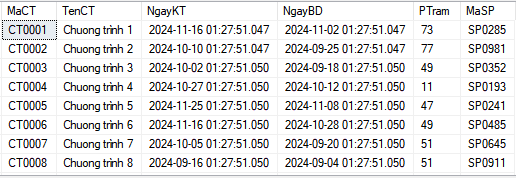 MaCT TenCT NgayKT NgayBD PTram MaSP
CT0001 Chuong trình 1 2024-11-16 01:27:51.047 2024-11-02 01:27:51.047 73 SP0285
CT0002 Chuong trình 2 2024-10-10 01:27:51.047 2024-09-25 01:27:51.047 77 SP0981
CT0003 Chuong trình 3 2024-10-02 01:27:51.050 2024-09-18 01:27:51.050 49 SP0352
CT0004 Chuong trình 4 2024-10-27 01:27:51.050 2024-10-12 01:27:51.050 11 SP0193
CT0005 Chuong trình 5 2024-11-25 01:27:51.050 2024-11-08 01:27:51.050 47 SP0241
CT0006 Chuong trình 6 2024-11-16 01:27:51.050 2024-10-28 01:27:51.050 49 SP0485
CT0007 Chuong trình 7 2024-10-05 01:27:51.050 2024-09-20 01:27:51.050 51 SP0645
CT0008 Chuong trình 8 2024-09-16 01:27:51.050 2024-09-04 01:27:51.050 51 SP0911